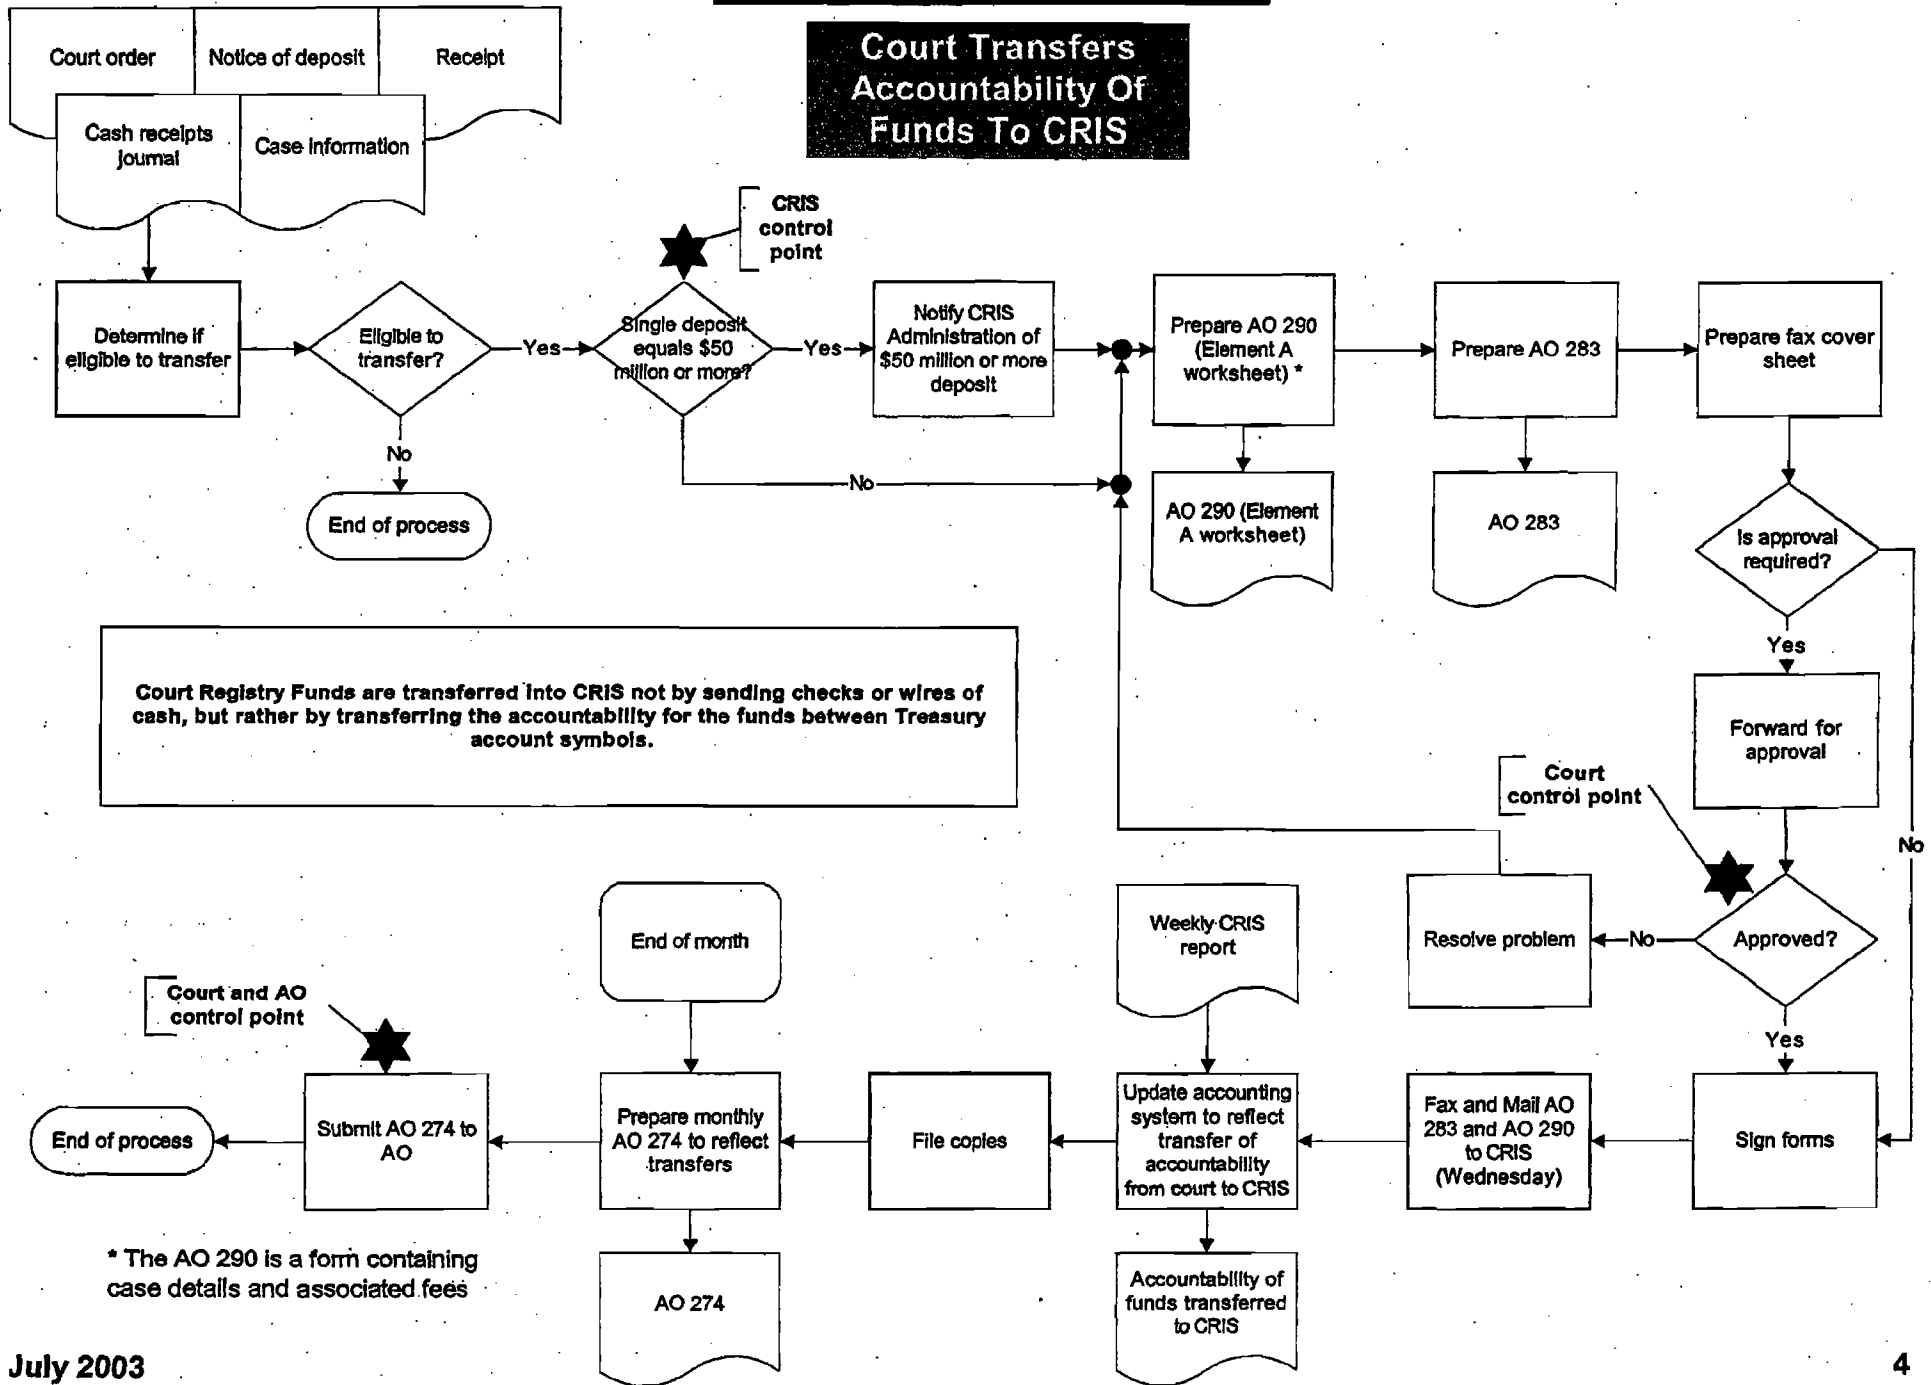 Court Transfers
Accountability Of
Funds To CRIS
Court order
Notice of deposit
Receipt
Cash receipts
journal
Case information
CRIS
control
point
Determine if
eligible to transfer
Eligible to
transfer?
Yes
Single deposit
equals $50
million or more?
Yes
Notify CRIS
Administration of
$50 million or more
deposit
Prepare AO 290
(Element A
worksheet) *
Prepare AO 283
Prepare fax cover
sheet
No
End of process
No
AO 290 (Element
A worksheet)
AO 283
Is approval
required?
Yes
No
Court Registry Funds are transferred into CRIS not by sending checks or wires of
cash, but rather by transferring the accountability for the funds between Treasury
account symbols.
Forward for
approval
Court
control point
Approved?
No
Resolve problem
Yes
Weekly CRIS
report
End of month
Court and AO
control point
Sign forms
Fax and Mail AO
283 and AO 290
to CRIS
(Wednesday)
Update accounting
system to reflect
transfer of
accountability
from court to CRIS
File copies
Prepare monthly
AO 274 to reflect
transfers
Submit AO 274 to
AO
End of process
* The AO 290 is a form containing
case details and associated fees
AO 274
Accountability of
funds transferred
to CRIS
July 2003
4